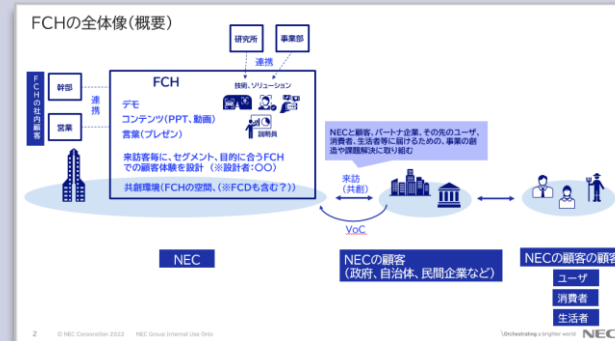 FCHの全体像(概要)
研究所
事業部
連携
FCHの社内顧客
幹部
営業
連携
FCH
技術、ソリューション
デモ
コンテンツ(PPT、動画)
言葉(プレゼン)
説明員
来訪客毎に、セグメント、目的に合うFCH
での顧客体験を設計 (※設計者:〇〇)
共創環境(FCHの空間、(※FCDも含む?))
NECと顧客、パートナ企業、その先のユーザ、
消費者、生活者等に届けるための、事業の創
造や課題解決に取り組む
来訪
(共創)
VoC
NEC
NECの顧客
(政府、自治体、民間企業など)
NECの顧客の顧客
ユーザ
消費者
生活者
2 © NEC Corporation 2022 NEC Group Internal Use Only
\Orchestrating a brighter world NEC